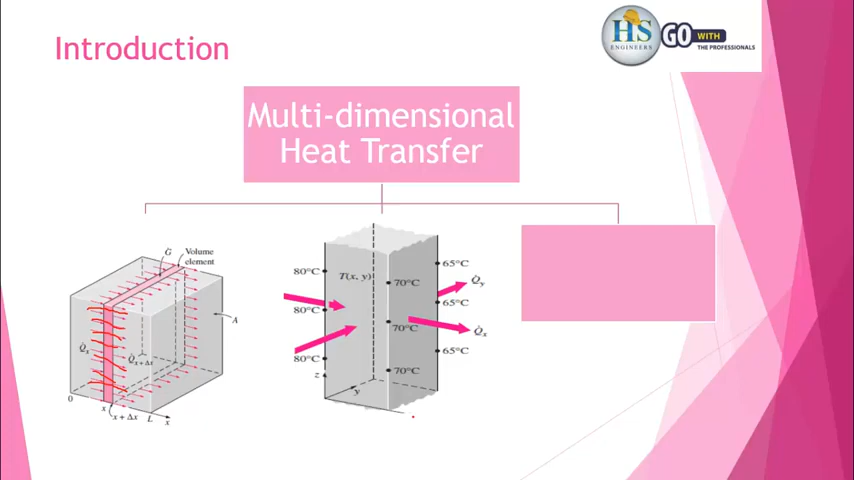 Introduction
HS
ENGINEERS
GO WITH
THE PROFESSIONALS
Multi-dimensional
Heat Transfer
Ġ
Volume
element
A
Q̇x
Q̇x + Δx
0
x
x + Δx
L
x
80°C
80°C
80°C
T(x, y)
70°C
70°C
70°C
65°C
65°C
65°C
Q̇y
Q̇x
z
y